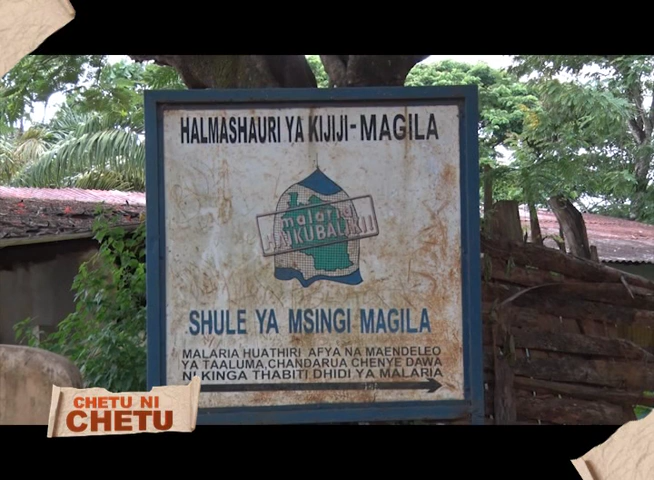 HALMASHAURI YA KIJIJI-MAGILA
malaria
HAIKUBALIKI!
SHULE YA MSINGI MAGILA
MALARIA HUATHIRI AFYA NA MAENDELEO
YA TAALUMA,CHANDARUA CHENYE DAWA
NI KINGA THABITI DHIDI YA MALARIA
CHETU NI
CHETU